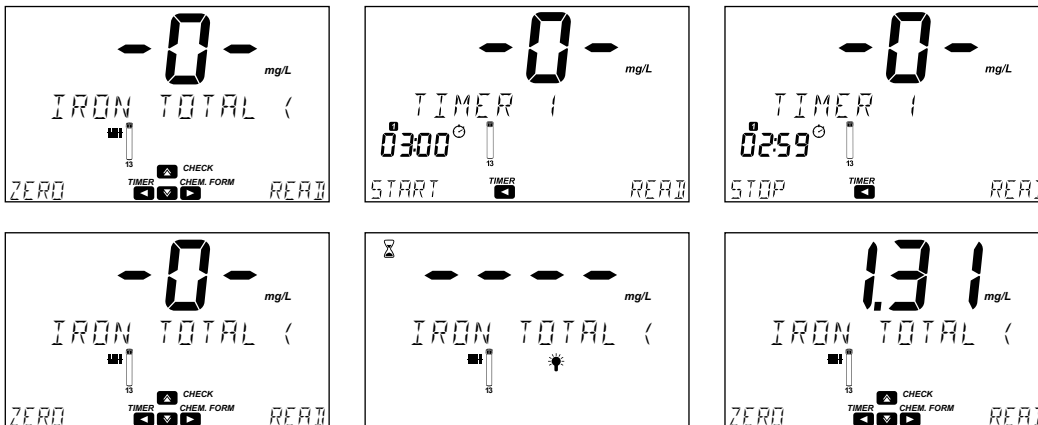 -0-
mg/L
IRON TOTAL <
13
CHECK
TIMER CHEM. FORM
ZERO READ
-0-
mg/L
TIMER 1
1
03:00
13
TIMER
START READ
-0-
mg/L
TIMER 1
1
02:59
13
TIMER
STOP READ
-0-
mg/L
IRON TOTAL <
13
CHECK
TIMER CHEM. FORM
ZERO READ
- - - -
mg/L
IRON TOTAL <
13
1.31
mg/L
IRON TOTAL <
13
CHECK
TIMER CHEM. FORM
ZERO READ